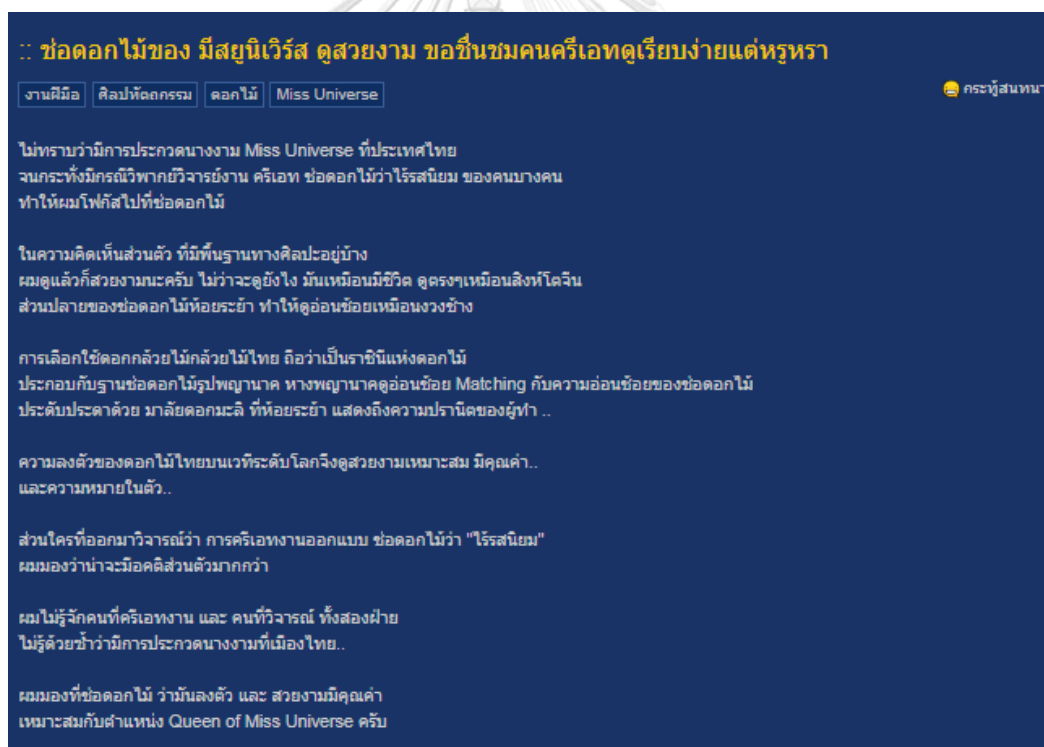 :: ช่อดอกไม้ของ มีสยูนิเวิร์ส ดูสวยงาม ขอชื่นชมคนครีเอทดูเรียบง่ายแต่หรูหรา
งานฝีมือ ศิลปหัตถกรรม ดอกไม้ Miss Universe
กระทู้สนทนา
ไม่ทราบว่ามีการประกวดนางงาม Miss Universe ที่ประเทศไทย
จนกระทั่งมีกรณีวิพากย์วิจารย์งาน ครีเอท ช่อดอกไม้ว่าไร้รสนิยม ของคนบางคน
ทำให้ผมโฟกัสไปที่ช่อดอกไม้
ในความคิดเห็นส่วนตัว ที่มีพื้นฐานทางศิลปะอยู่บ้าง
ผมดูแล้วก็สวยงามนะครับ ไม่ว่าจะดูยังไง มันเหมือนมีชีวิต ดูตรงๆเหมือนสิงห์โตจีน
ส่วนปลายของช่อดอกไม้ห้อยระย้า ทำให้ดูอ่อนช้อยเหมือนงวงช้าง
การเลือกใช้ดอกกล้วยไม้กล้วยไม้ไทย ถือว่าเป็นราชินีแห่งดอกไม้
ประกอบกับฐานช่อดอกไม้รูปพญานาค หางพญานาคดูอ่อนช้อย Matching กับความอ่อนช้อยของช่อดอกไม้
ประดับประดาด้วย มาลัยดอกมะลิ ที่ห้อยระย้า แสดงถึงความปรานิตของผู้ทำ ..
ความลงตัวของดอกไม้ไทยบนเวทีระดับโลกจึงดูสวยงามเหมาะสม มีคุณค่า..
และความหมายในตัว..
ส่วนใครที่ออกมาวิจารณ์ว่า การครีเอทงานออกแบบ ช่อดอกไม้ว่า "ไร้รสนิยม"
ผมมองว่าน่าจะมีอคติส่วนตัวมากกว่า
ผมไม่รู้จักคนที่ครีเอทงาน และ คนที่วิจารณ์ ทั้งสองฝ่าย
ไม่รู้ด้วยซ้ำว่ามีการประกวดนางงามที่เมืองไทย..
ผมมองที่ช่อดอกไม้ ว่ามันลงตัว และ สวยงามมีคุณค่า
เหมาะสมกับตำแหน่ง Queen of Miss Universe ครับ